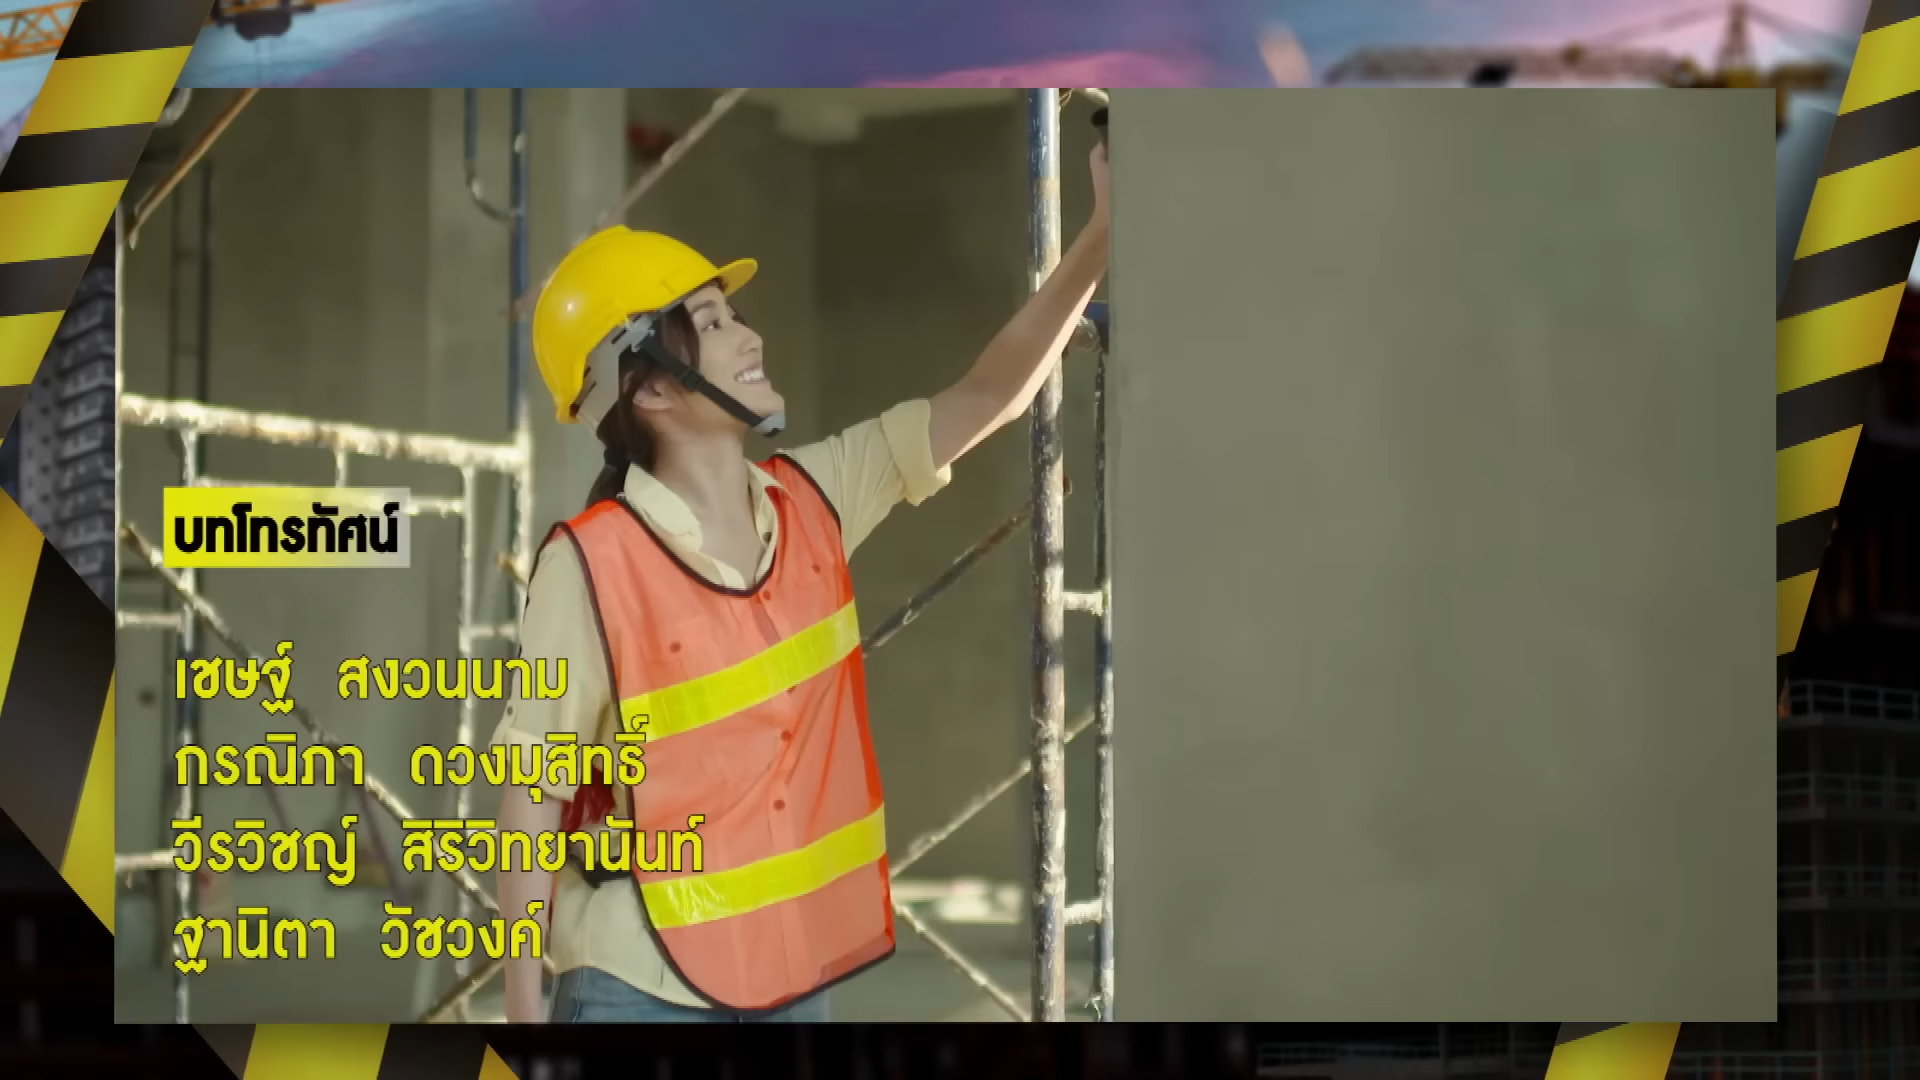 บทโทรทัศน์
เชษฐ์ สงวนนาม
กรณิภา ดวงมุสิทธิ์
วีรวิชญ์ สิริวิทยานันท์
ฐานิตา วัชวงค์